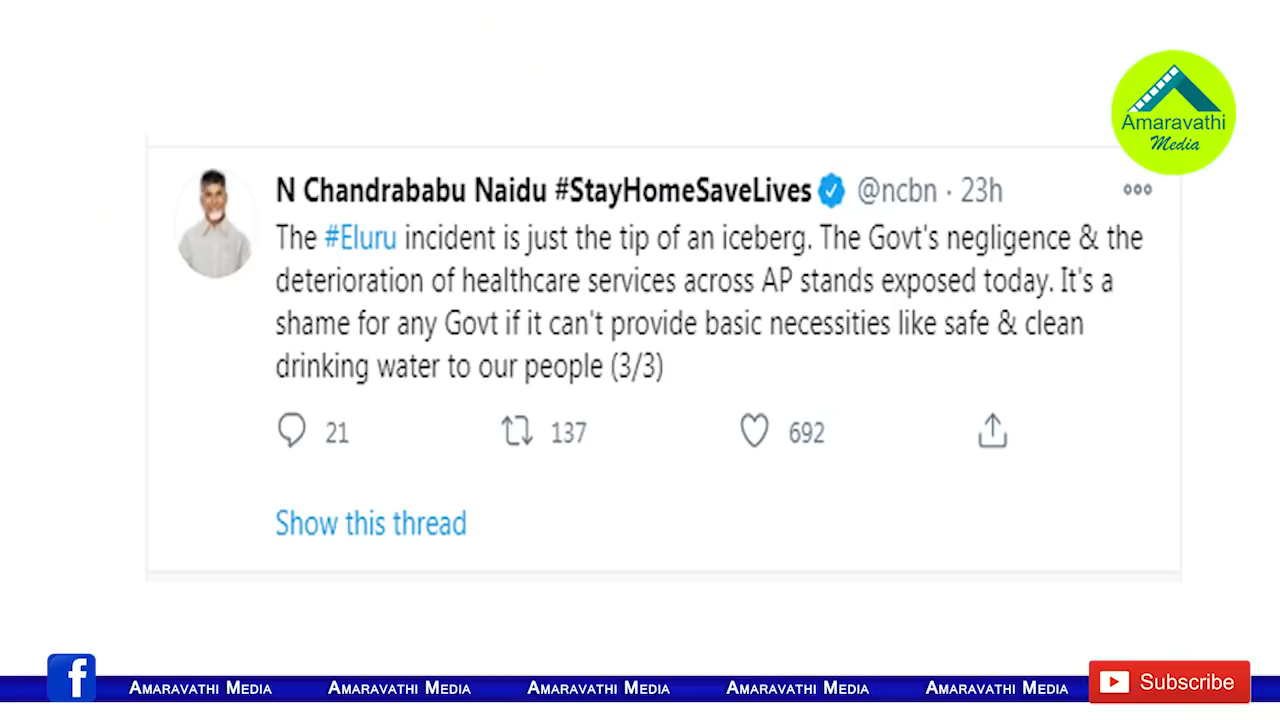 Amaravathi
Media
N Chandrababu Naidu #StayHomeSaveLives @ncbn · 23h
The #Eluru incident is just the tip of an iceberg. The Govt's negligence & the
deterioration of healthcare services across AP stands exposed today. It's a
shame for any Govt if it can't provide basic necessities like safe & clean
drinking water to our people (3/3)
21 137 692
Show this thread
f AMARAVATHI MEDIA AMARAVATHI MEDIA AMARAVATHI MEDIA AMARAVATHI MEDIA AMARAVATHI MEDIA Subscribe